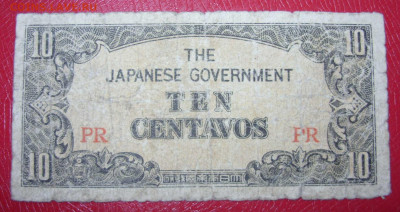 10 10
THE
JAPANESE GOVERNMENT
TEN
PR CENTAVOS PR
10 10